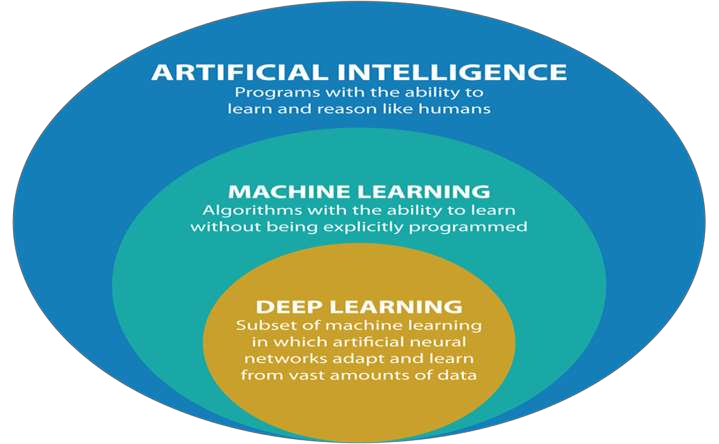 ARTIFICIAL INTELLIGENCE
Programs with the ability to
learn and reason like humans
MACHINE LEARNING
Algorithms with the ability to learn
without being explicitly programmed
DEEP LEARNING
Subset of machine learning
in which artificial neural
networks adapt and learn
from vast amounts of data